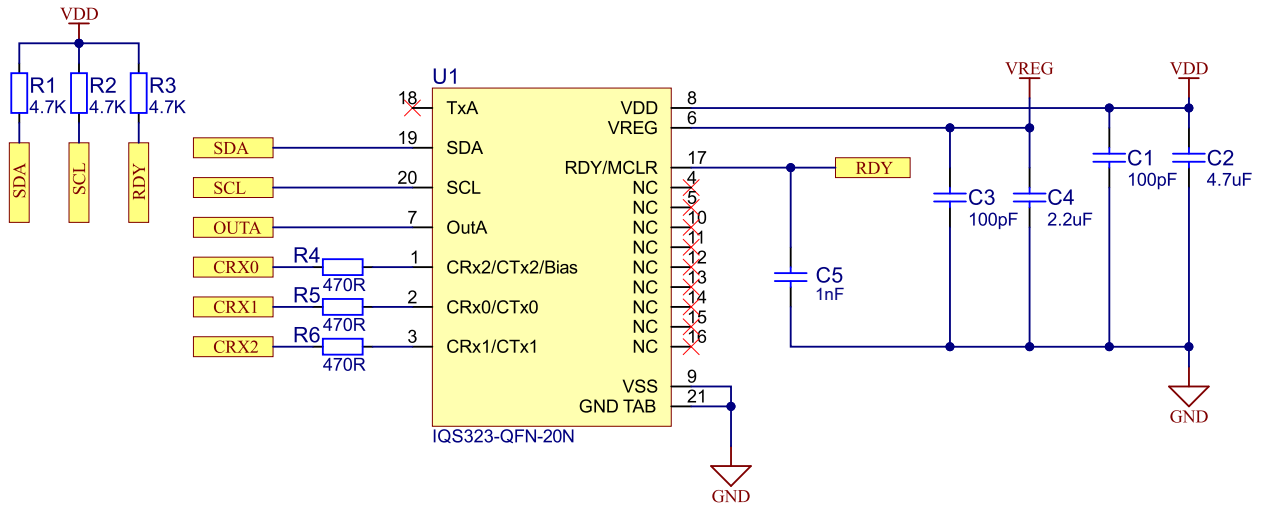 VDD
R1
4.7K
R2
4.7K
R3
4.7K
SDA
SCL
RDY
SDA
SCL
OUTA
CRX0
CRX1
CRX2
R4
470R
R5
470R
R6
470R
U1
18 TxA
19 SDA
20 SCL
7 OutA
1 CRx2/CTx2/Bias
2 CRx0/CTx0
3 CRx1/CTx1
VDD 8
VREG 6
RDY/MCLR 17
NC 4
NC 5
NC 10
NC 11
NC 12
NC 13
NC 14
NC 15
NC 16
VSS 9
GND TAB 21
IQS323-QFN-20N
GND
RDY
C5
1nF
VREG
C3
100pF
C4
2.2uF
VDD
C1
100pF
C2
4.7uF
GND